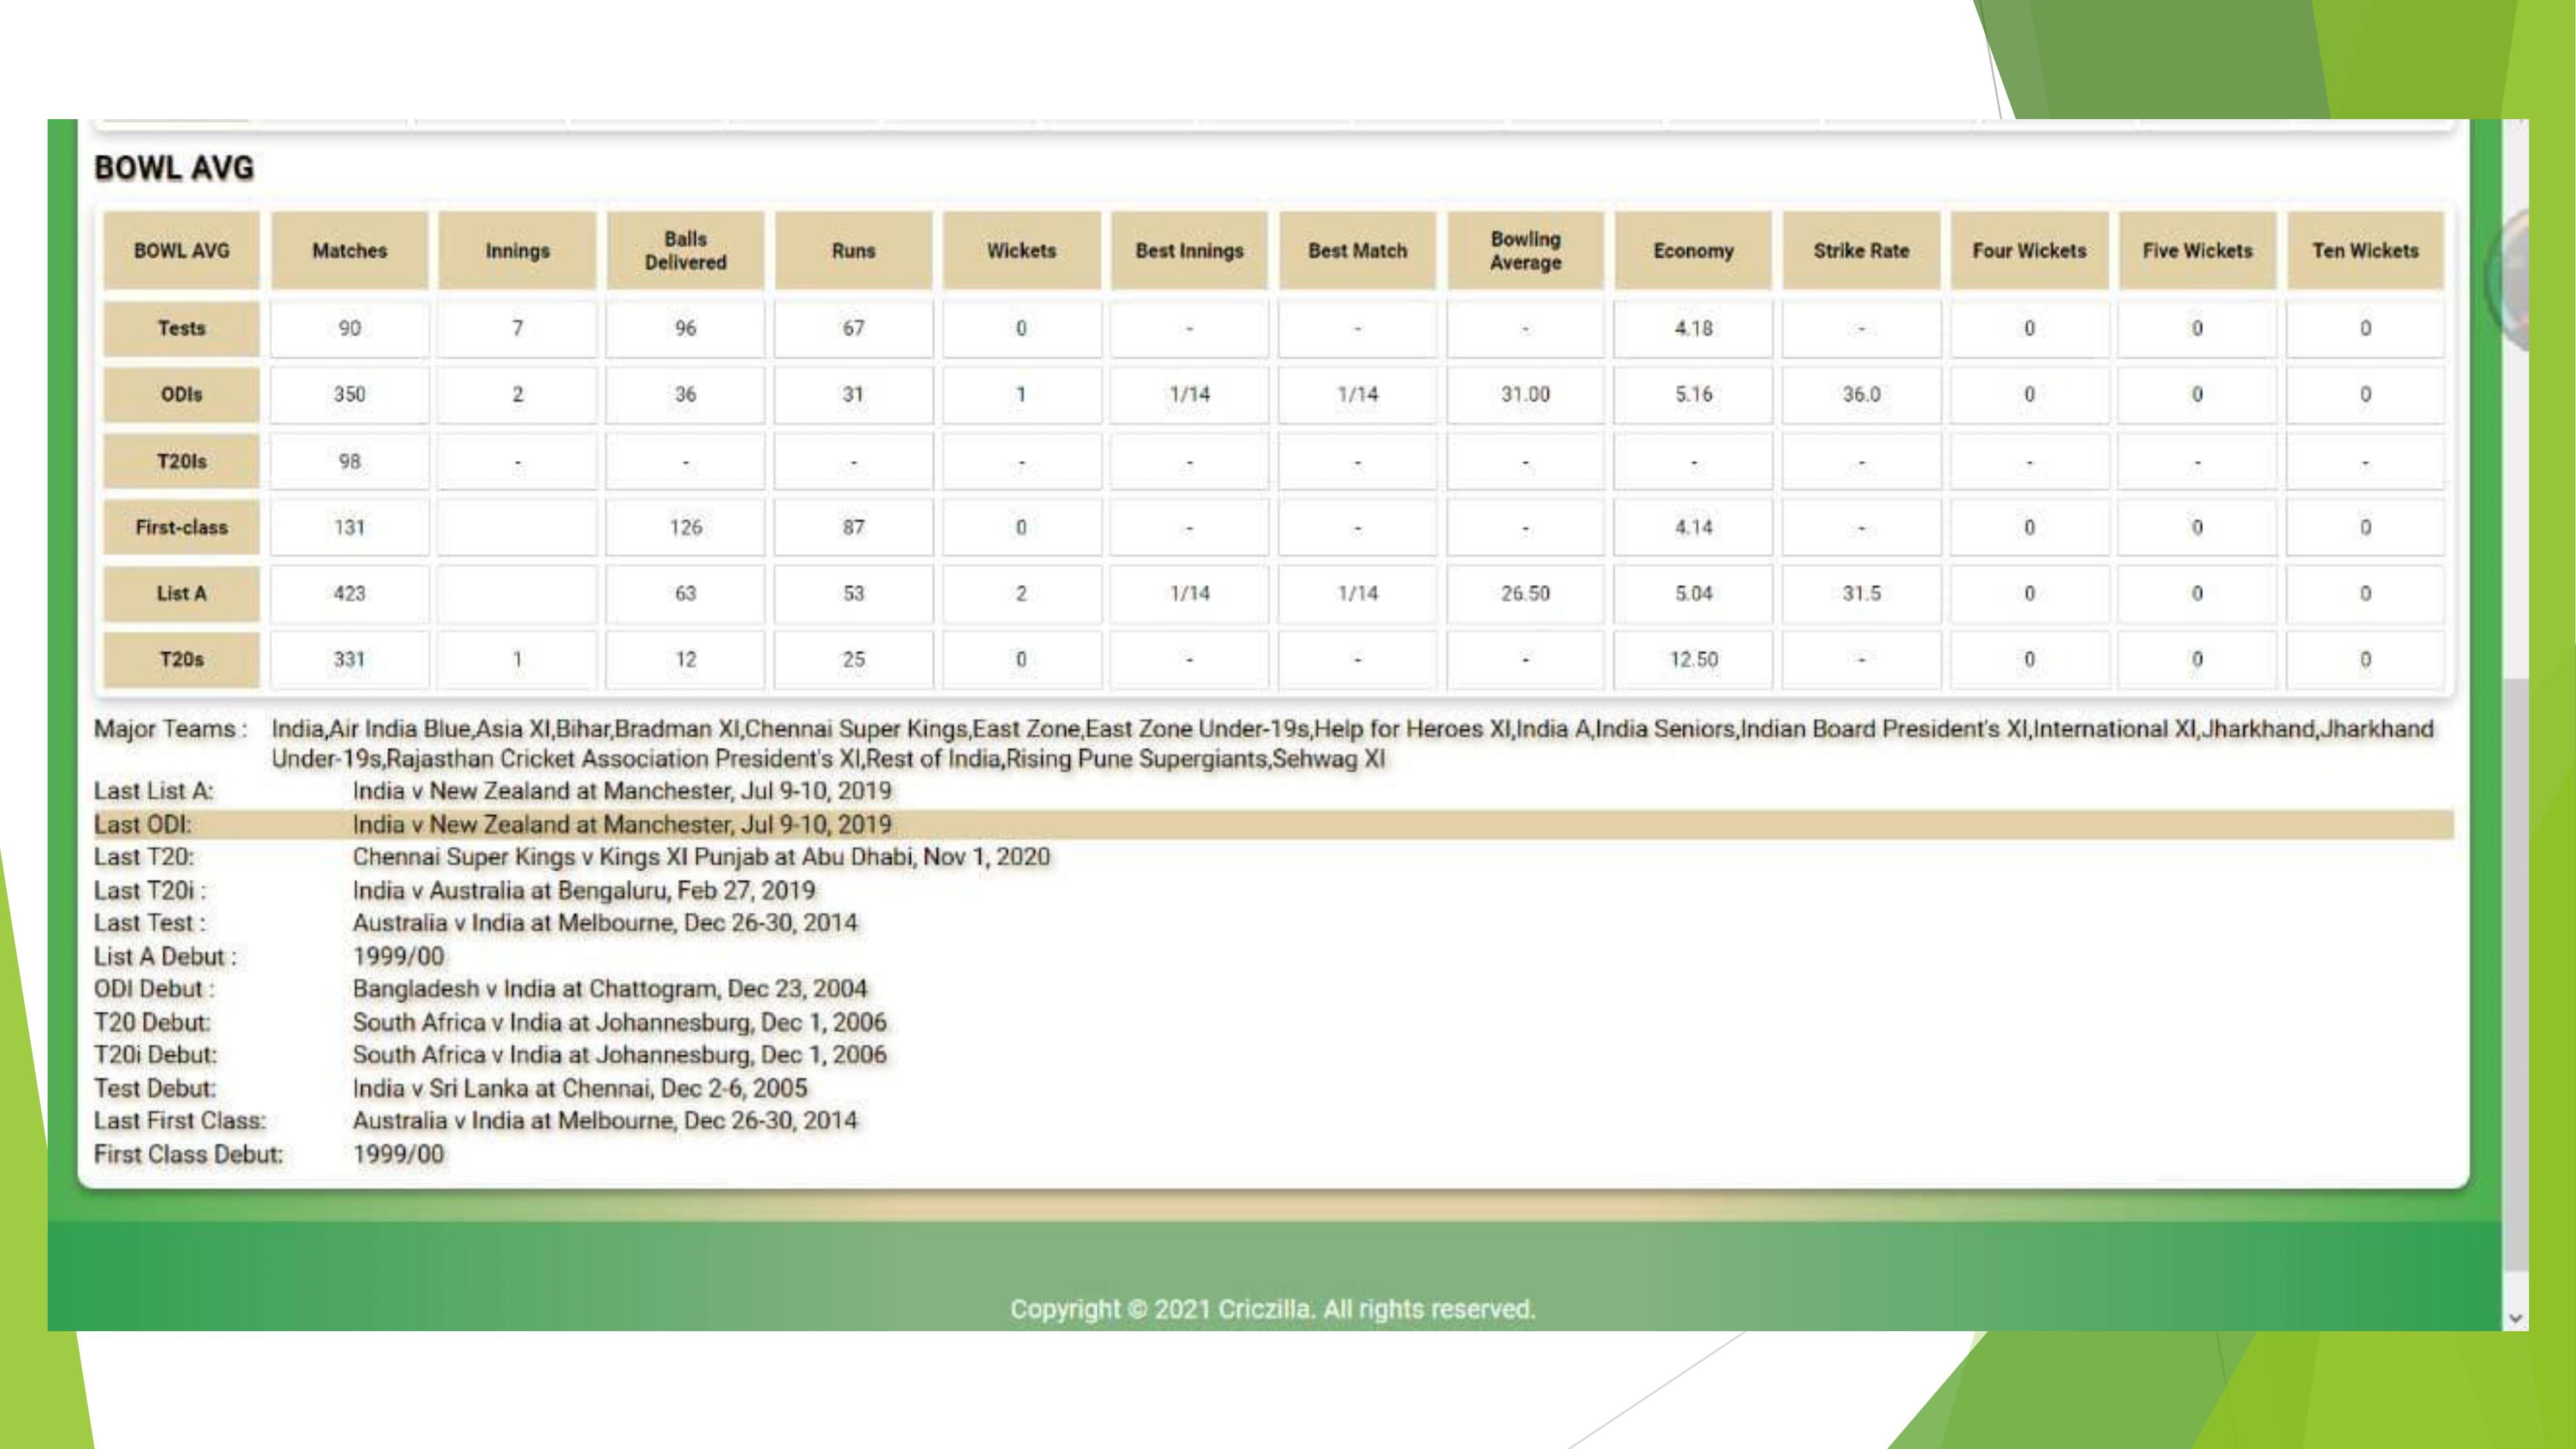 BOWL AVG
BOWL AVG Matches Innings Balls Delivered Runs Wickets Best Innings Best Match Bowling Average Economy Strike Rate Four Wickets Five Wickets Ten Wickets
Tests 90 7 96 67 0 - - - 4.18 - 0 0 0
ODIs 350 2 36 31 1 1/14 1/14 31.00 5.16 36.0 0 0 0
T20Is 98 - - - - - - - - - - - -
First-class 131 126 87 0 - - - 4.14 - 0 0 0
List A 423 63 53 2 1/14 1/14 26.50 5.04 31.5 0 0 0
T20s 331 1 12 25 0 - - - 12.50 - 0 0 0
Major Teams : India,Air India Blue,Asia XI,Bihar,Bradman XI,Chennai Super Kings,East Zone,East Zone Under-19s,Help for Heroes XI,India A,India Seniors,Indian Board President's XI,International XI,Jharkhand,Jharkhand
Under-19s,Rajasthan Cricket Association President's XI,Rest of India,Rising Pune Supergiants,Sehwag XI
Last List A: India v New Zealand at Manchester, Jul 9-10, 2019
Last ODI: India v New Zealand at Manchester, Jul 9-10, 2019
Last T20: Chennai Super Kings v Kings XI Punjab at Abu Dhabi, Nov 1, 2020
Last T20i : India v Australia at Bengaluru, Feb 27, 2019
Last Test : Australia v India at Melbourne, Dec 26-30, 2014
List A Debut : 1999/00
ODI Debut : Bangladesh v India at Chattogram, Dec 23, 2004
T20 Debut: South Africa v India at Johannesburg, Dec 1, 2006
T20i Debut: South Africa v India at Johannesburg, Dec 1, 2006
Test Debut: India v Sri Lanka at Chennai, Dec 2-6, 2005
Last First Class: Australia v India at Melbourne, Dec 26-30, 2014
First Class Debut: 1999/00
Copyright © 2021 Criczilla. All rights reserved.